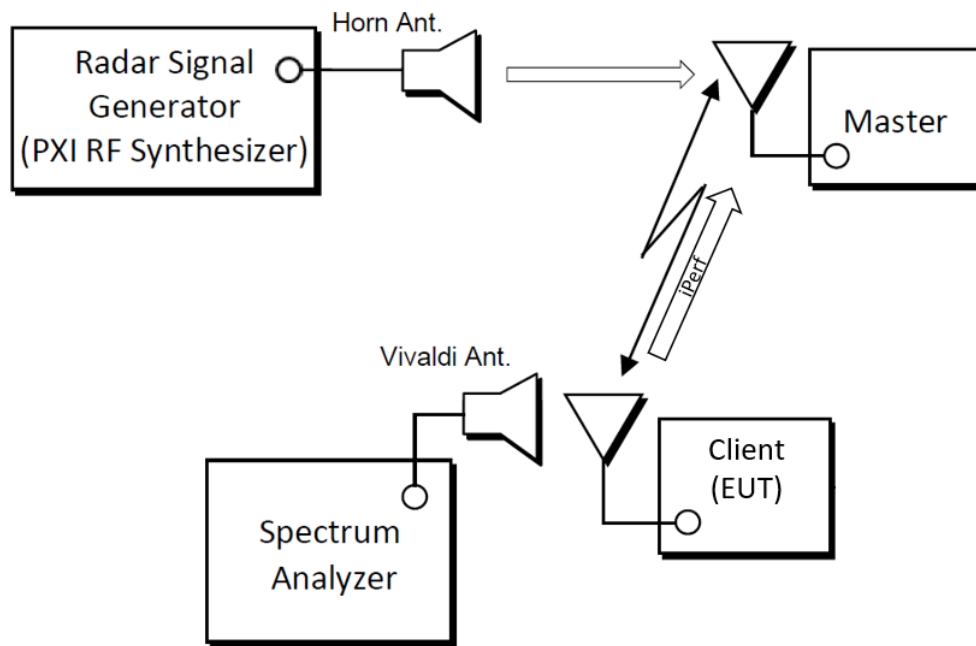 Horn Ant.
Radar Signal
Generator
(PXI RF Synthesizer)
Master
iPerf
Vivaldi Ant.
Client
(EUT)
Spectrum
Analyzer